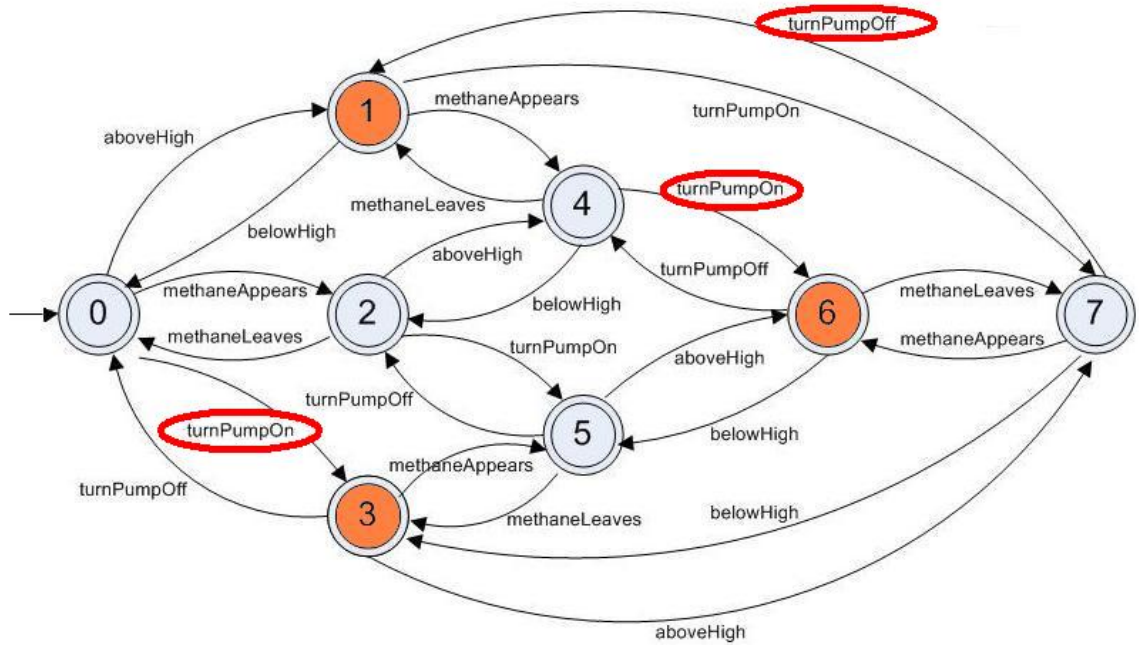 turnPumpOff
1
methaneAppears
turnPumpOn
aboveHigh
4
turnPumpOn
methaneLeaves
belowHigh
aboveHigh
turnPumpOff
methaneAppears
methaneLeaves
belowHigh
0
2
6
7
methaneLeaves
turnPumpOn
methaneAppears
aboveHigh
turnPumpOff
turnPumpOn
5
belowHigh
methaneAppears
turnPumpOff
3
methaneLeaves
belowHigh
aboveHigh